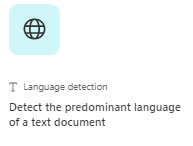 Language detection
Detect the predominant language
of a text document